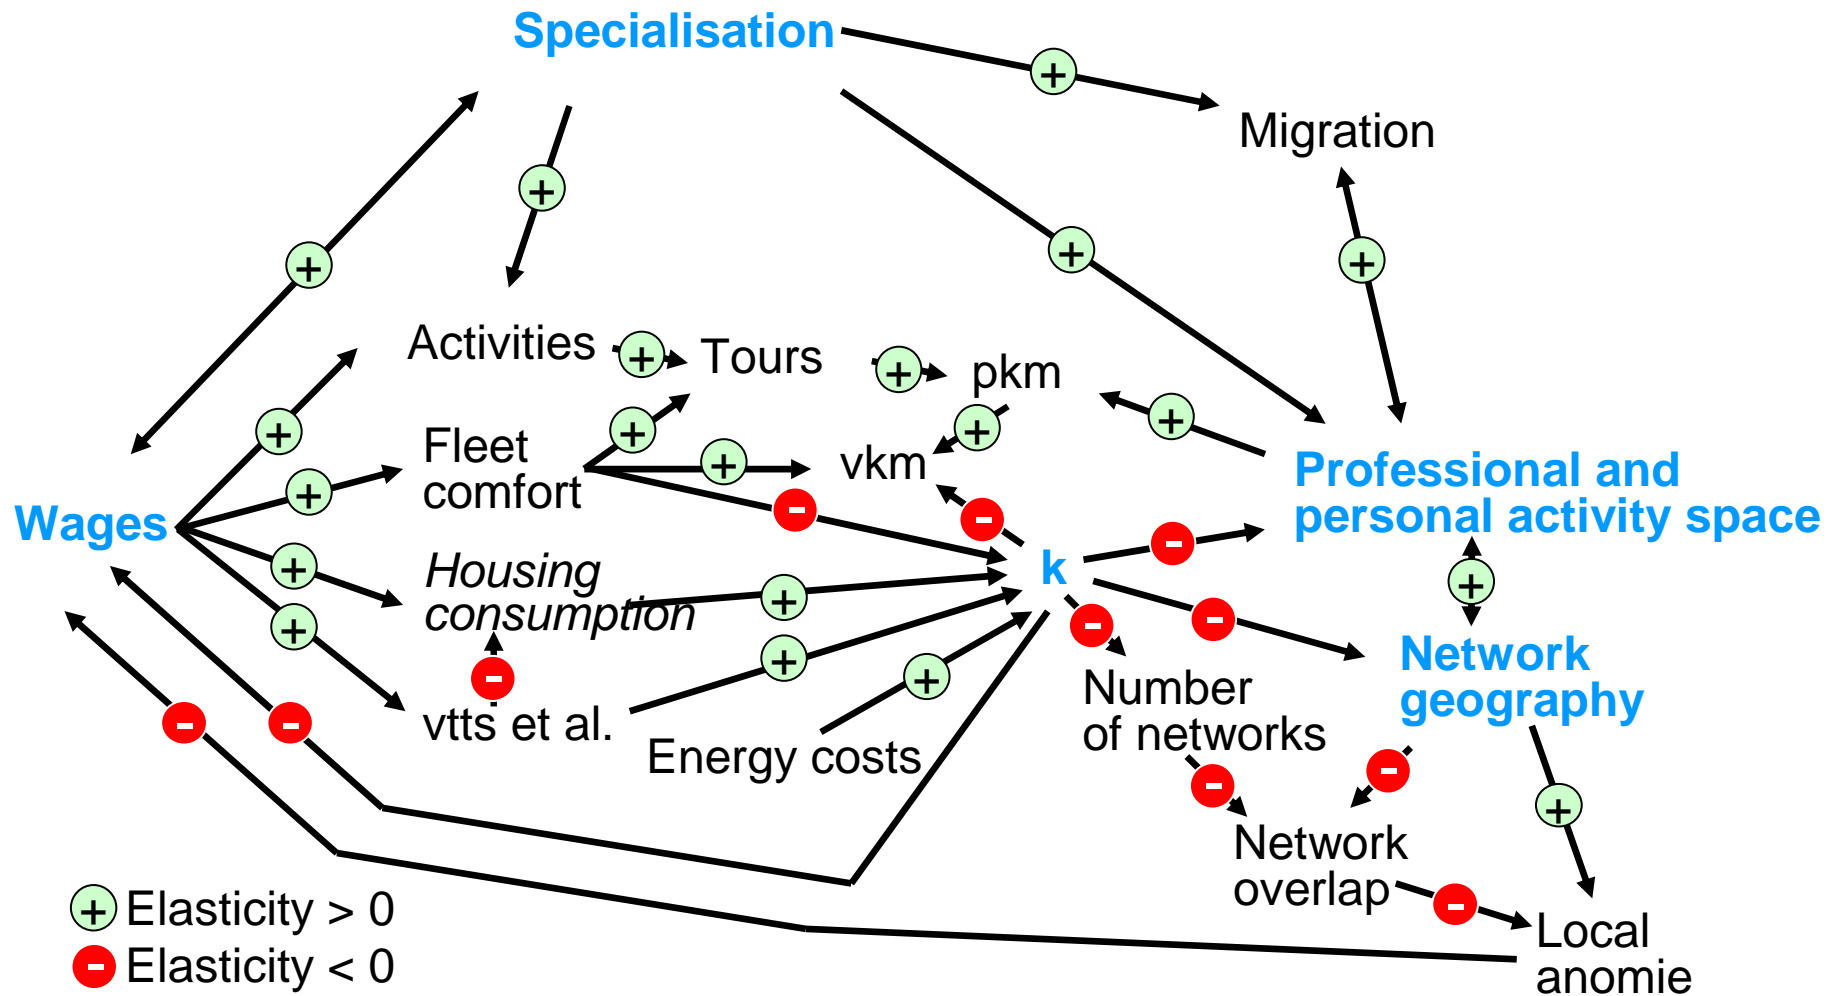 Specialisation
+
Migration
+
+
+
+
Activities
+
Tours
+
pkm
+
+
+
+
Fleet
comfort
+
vkm
Professional and
personal activity space
+
-
-
Wages
-
+
Housing
consumption
+
k
+
+
-
-
-
Network
geography
vtts et al.
+
+
Number
of networks
Energy costs
-
-
-
-
+
Network
overlap
-
Local
anomie
+ Elasticity > 0
- Elasticity < 0